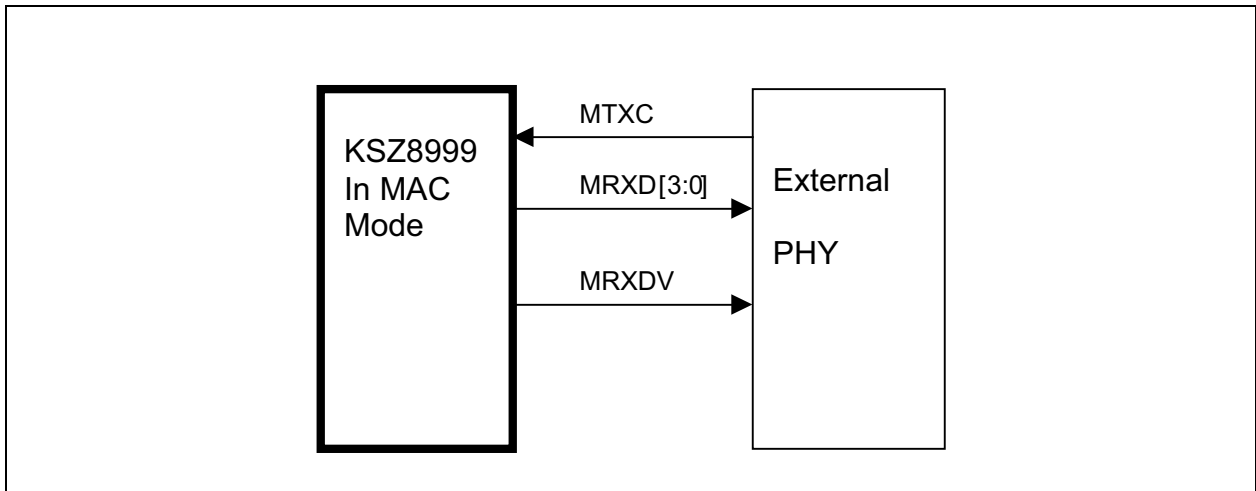 KSZ8999
In MAC
Mode
MTXC
MRXD[3:0]
MRXDV
External
PHY